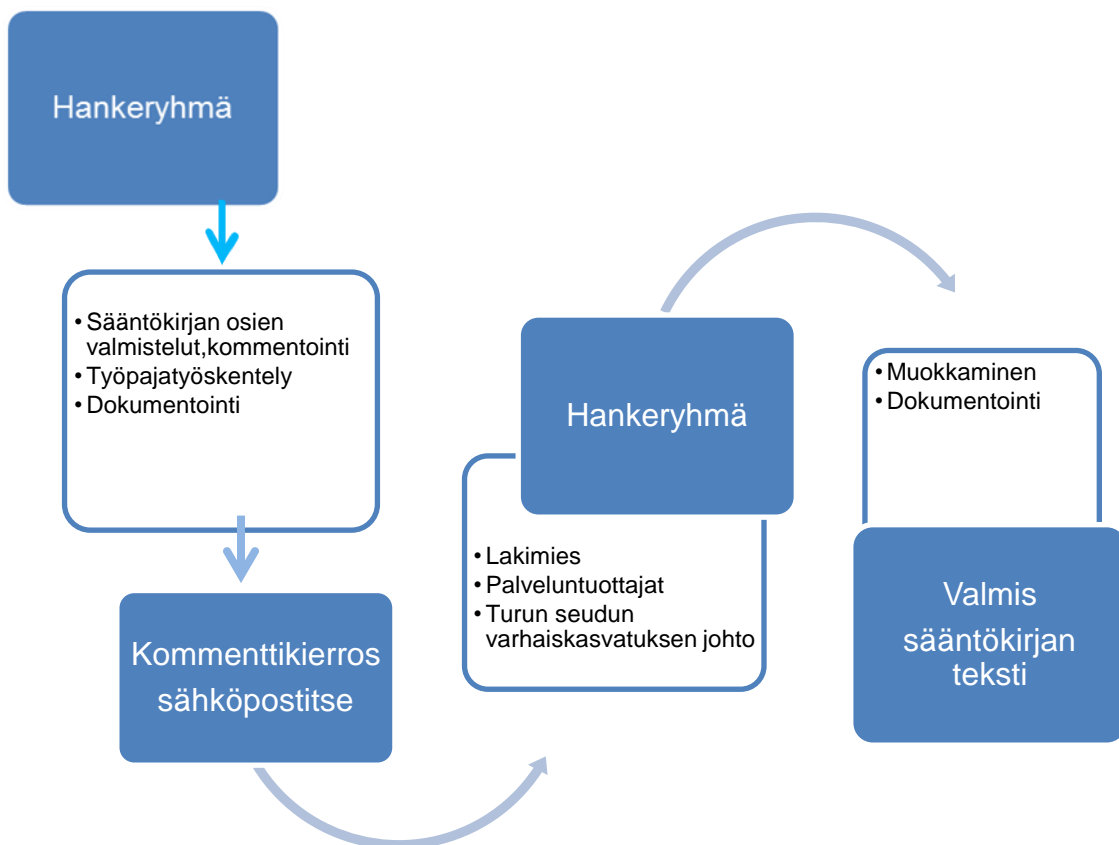 Hankeryhmä
• Sääntökirjan osien
valmistelut,kommentointi
• Työpajatyöskentely
• Dokumentointi
Kommenttikierros
sähköpostitse
Hankeryhmä
• Lakimies
• Palveluntuottajat
• Turun seudun
varhaiskasvatuksen johto
• Muokkaminen
• Dokumentointi
Valmis
sääntökirjan
teksti